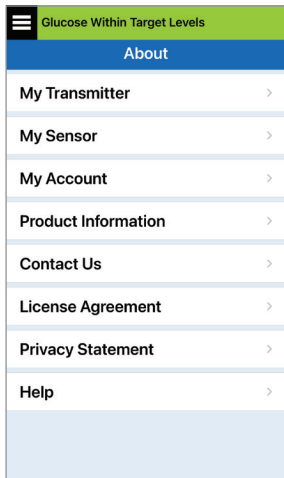 Glucose Within Target Levels
About
My Transmitter
My Sensor
My Account
Product Information
Contact Us
License Agreement
Privacy Statement
Help